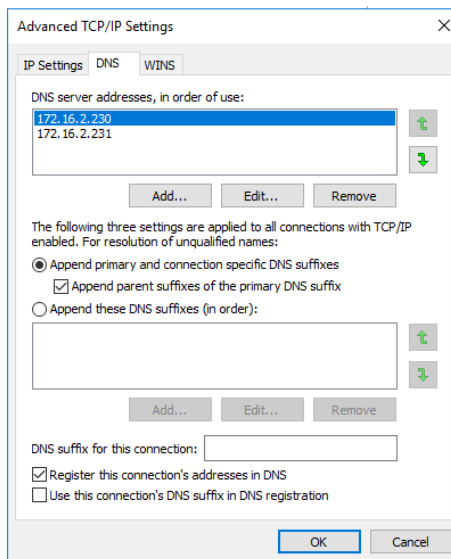 Advanced TCP/IP Settings
IP Settings DNS WINS
DNS server addresses, in order of use:
172.16.2.230
172.16.2.231
Add... Edit... Remove
The following three settings are applied to all connections with TCP/IP
enabled. For resolution of unqualified names:
Append primary and connection specific DNS suffixes
Append parent suffixes of the primary DNS suffix
Append these DNS suffixes (in order):
Add... Edit... Remove
DNS suffix for this connection:
Register this connection's addresses in DNS
Use this connection's DNS suffix in DNS registration
OK Cancel